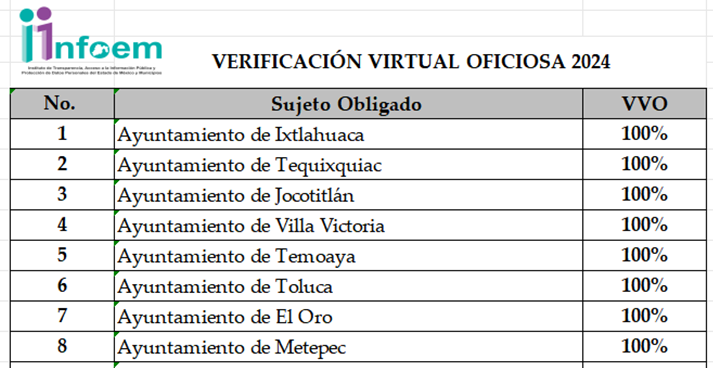 infoem
Instituto de Transparencia, Acceso a la Información Pública y
Protección de Datos Personales del Estado de México y Municipios
VERIFICACIÓN VIRTUAL OFICIOSA 2024
No. Sujeto Obligado VVO
1 Ayuntamiento de Ixtlahuaca 100%
2 Ayuntamiento de Tequixquiac 100%
3 Ayuntamiento de Jocotitlán 100%
4 Ayuntamiento de Villa Victoria 100%
5 Ayuntamiento de Temoaya 100%
6 Ayuntamiento de Toluca 100%
7 Ayuntamiento de El Oro 100%
8 Ayuntamiento de Metepec 100%